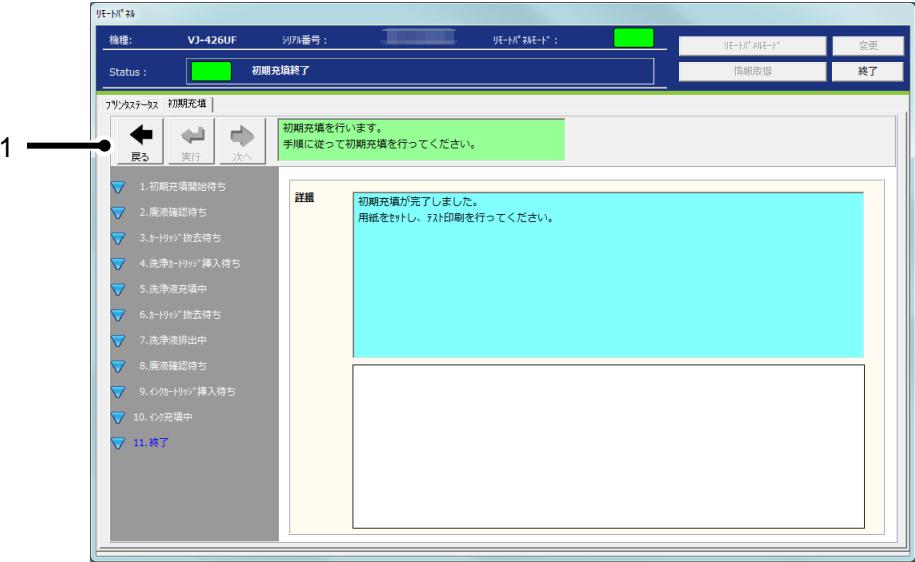 ﾘﾓｰﾄﾊﾟﾈﾙ
機種: VJ-426UF ｼﾘｱﾙ番号： ﾘﾓｰﾄﾊﾟﾈﾙﾓｰﾄﾞ：
ﾘﾓｰﾄﾊﾟﾈﾙﾓｰﾄﾞ 変更
Status： 初期充填終了
情報取得 終了
ﾌﾟﾘﾝﾀｽﾃｰﾀｽ 初期充填
1
戻る 実行 次へ
初期充填を行います。
手順に従って初期充填を行ってください。
1.初期充填開始待ち
2.廃液確認待ち
3.ｶｰﾄﾘｯｼﾞ抜去待ち
4.洗浄ｶｰﾄﾘｯｼﾞ挿入待ち
5.洗浄液充填中
6.ｶｰﾄﾘｯｼﾞ抜去待ち
7.洗浄液排出中
8.廃液確認待ち
9.ｲﾝｸｶｰﾄﾘｯｼﾞ挿入待ち
10.ｲﾝｸ充填中
11.終了
詳細
初期充填が完了しました。
用紙をｾｯﾄし、ﾃｽﾄ印刷を行ってください。